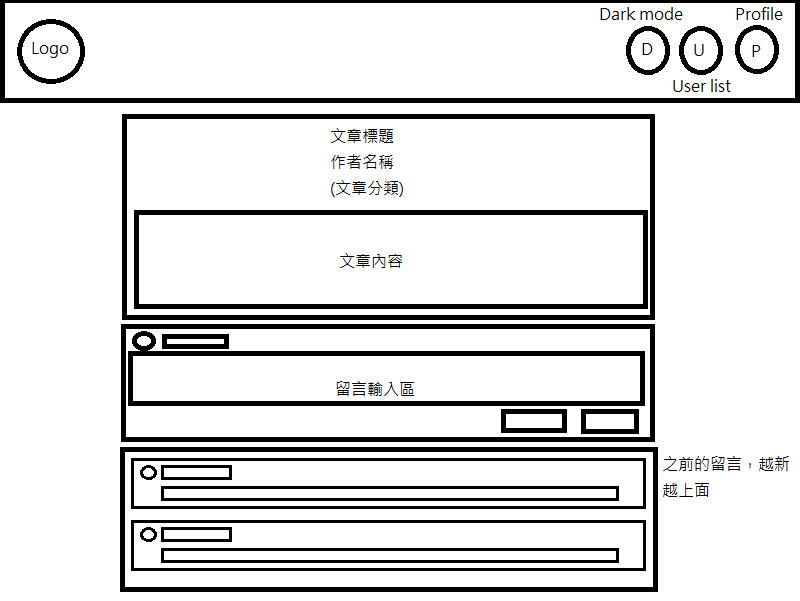 Dark mode
Profile
Logo
D
U
P
User list
文章標題
作者名稱
(文章分類)
文章內容
留言輸入區
之前的留言，越新
越上面